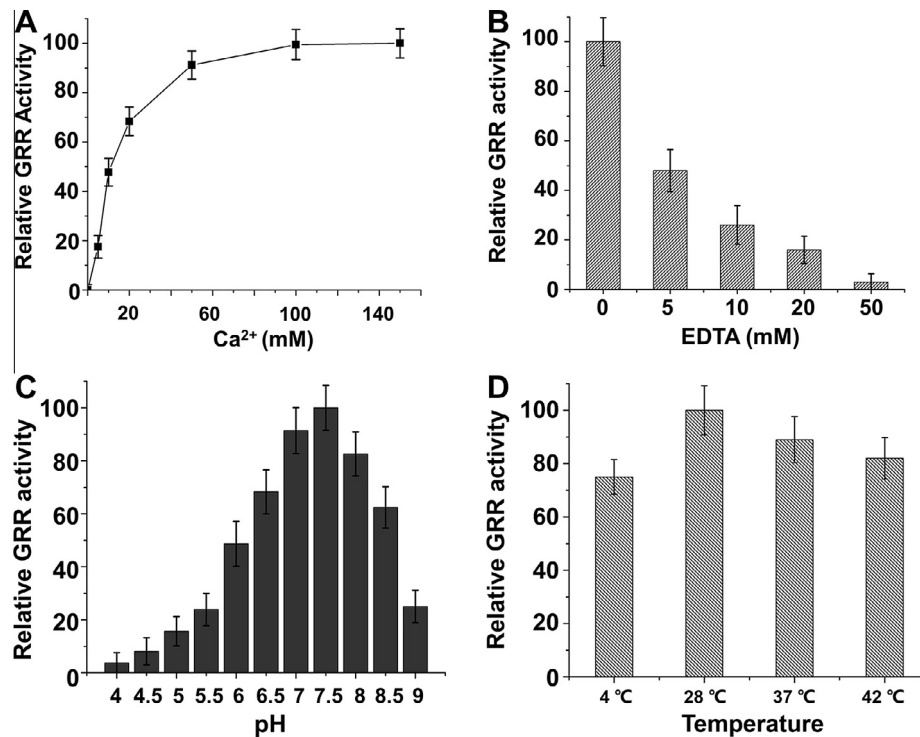 A
Relative GRR Activity
100
80
60
40
20
0
20
60
100
140
Ca²⁺ (mM)
B
Relative GRR activity
100
80
60
40
20
0
0
5
10
20
50
EDTA (mM)
C
Relative GRR activity
100
80
60
40
20
0
4 4.5 5 5.5 6 6.5 7 7.5 8 8.5 9
pH
D
Relative GRR activity
100
80
60
40
20
0
4 ℃ 28 ℃ 37 ℃ 42 ℃
Temperature